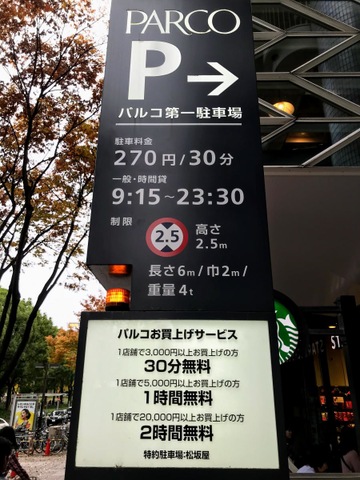 PARCO
P→
パルコ第一駐車場
駐車料金
270円/30分
一般・時間貸
9:15~23:30
制限
2.5
高さ
2.5m
長さ6m/巾2m/
重量4t
パルコお買上げサービス
1店舗で3,000円以上お買上げの方
30分無料
1店舗で5,000円以上お買上げの方
1時間無料
1店舗で20,000円以上お買上げの方
2時間無料
特約駐車場:松坂屋